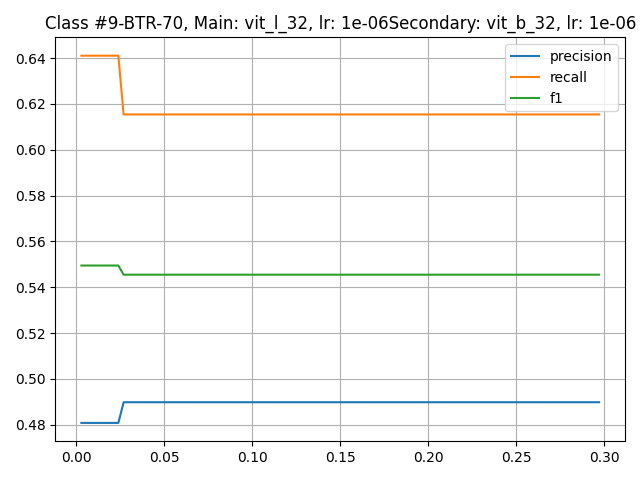 Class #9-BTR-70, Main: vit_l_32, lr: 1e-06Secondary: vit_b_32, lr: 1e-06
precision
recall
f1
0.64
0.62
0.60
0.58
0.56
0.54
0.52
0.50
0.48
0.00 0.05 0.10 0.15 0.20 0.25 0.30